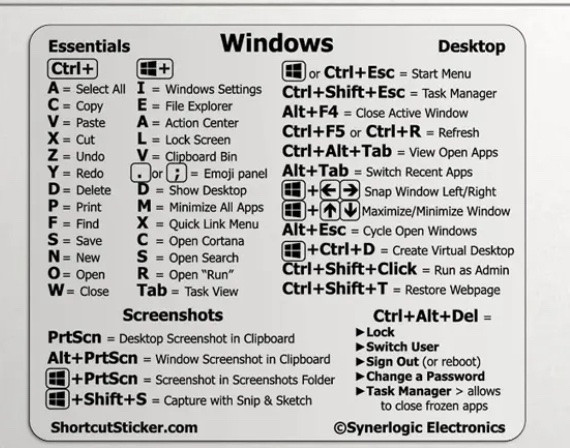 Windows
Essentials
Ctrl+
A = Select All
C = Copy
V = Paste
X = Cut
Z = Undo
Y = Redo
D = Delete
P = Print
F = Find
S = Save
N = New
O = Open
W = Close
+
I = Windows Settings
E = File Explorer
A = Action Center
L = Lock Screen
V = Clipboard Bin
. or ; = Emoji panel
D = Show Desktop
M = Minimize All Apps
X = Quick Link Menu
C = Open Cortana
S = Open Search
R = Open "Run"
Tab = Task View
Desktop
or Ctrl+Esc = Start Menu
Ctrl+Shift+Esc = Task Manager
Alt+F4 = Close Active Window
Ctrl+F5 or Ctrl+R = Refresh
Ctrl+Alt+Tab = View Open Apps
Alt+Tab = Switch Recent Apps
+←→ Snap Window Left/Right
+↑↓ Maximize/Minimize Window
Alt+Esc = Cycle Open Windows
+Ctrl+D = Create Virtual Desktop
Ctrl+Shift+Click = Run as Admin
Ctrl+Shift+T = Restore Webpage
Screenshots
PrtScn = Desktop Screenshot in Clipboard
Alt+PrtScn = Window Screenshot in Clipboard
+PrtScn = Screenshot in Screenshots Folder
+Shift+S = Capture with Snip & Sketch
Ctrl+Alt+Del =
►Lock
►Switch User
►Sign Out (or reboot)
►Change a Password
►Task Manager > allows
to close frozen apps
ShortcutSticker.com
©Synerlogic Electronics